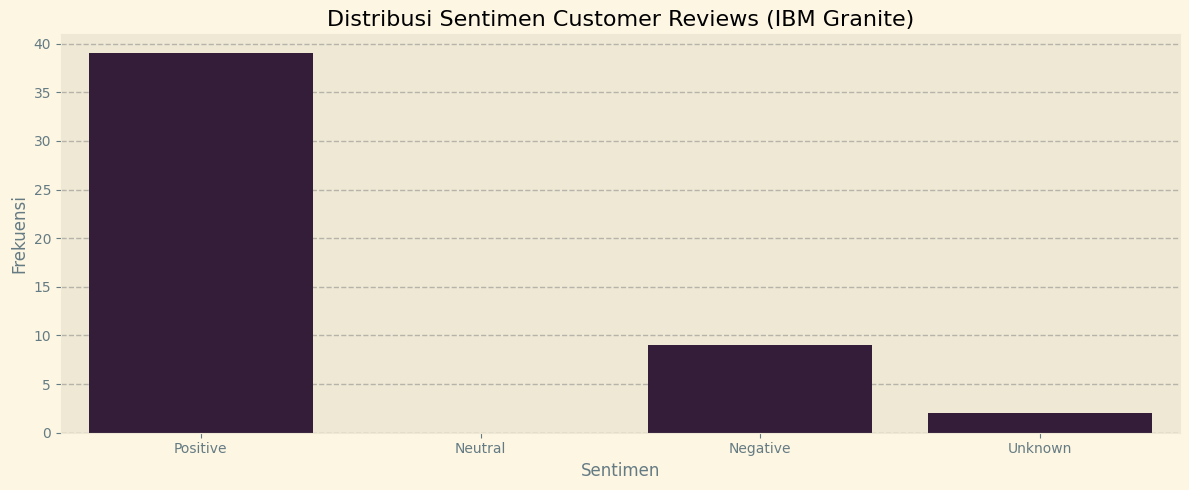 Distribusi Sentimen Customer Reviews (IBM Granite)
Frekuensi
40
35
30
25
20
15
10
5
0
Positive Neutral Negative Unknown
Sentimen